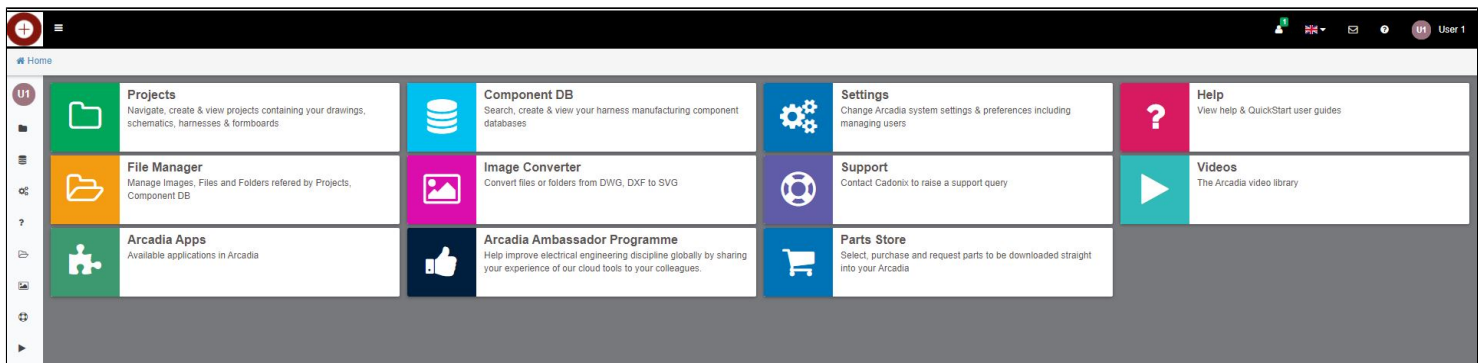 1
U1 User 1
Home
U1
Projects
Navigate, create & view projects containing your drawings,
schematics, harnesses & formboards
Component DB
Search, create & view your harness manufacturing component
databases
Settings
Change Arcadia system settings & preferences including
managing users
Help
View help & QuickStart user guides
File Manager
Manage Images, Files and Folders refered by Projects,
Component DB
Image Converter
Convert files or folders from DWG, DXF to SVG
Support
Contact Cadonix to raise a support query
Videos
The Arcadia video library
Arcadia Apps
Available applications in Arcadia
Arcadia Ambassador Programme
Help improve electrical engineering discipline globally by sharing
your experience of our cloud tools to your colleagues.
Parts Store
Select, purchase and request parts to be downloaded straight
into your Arcadia